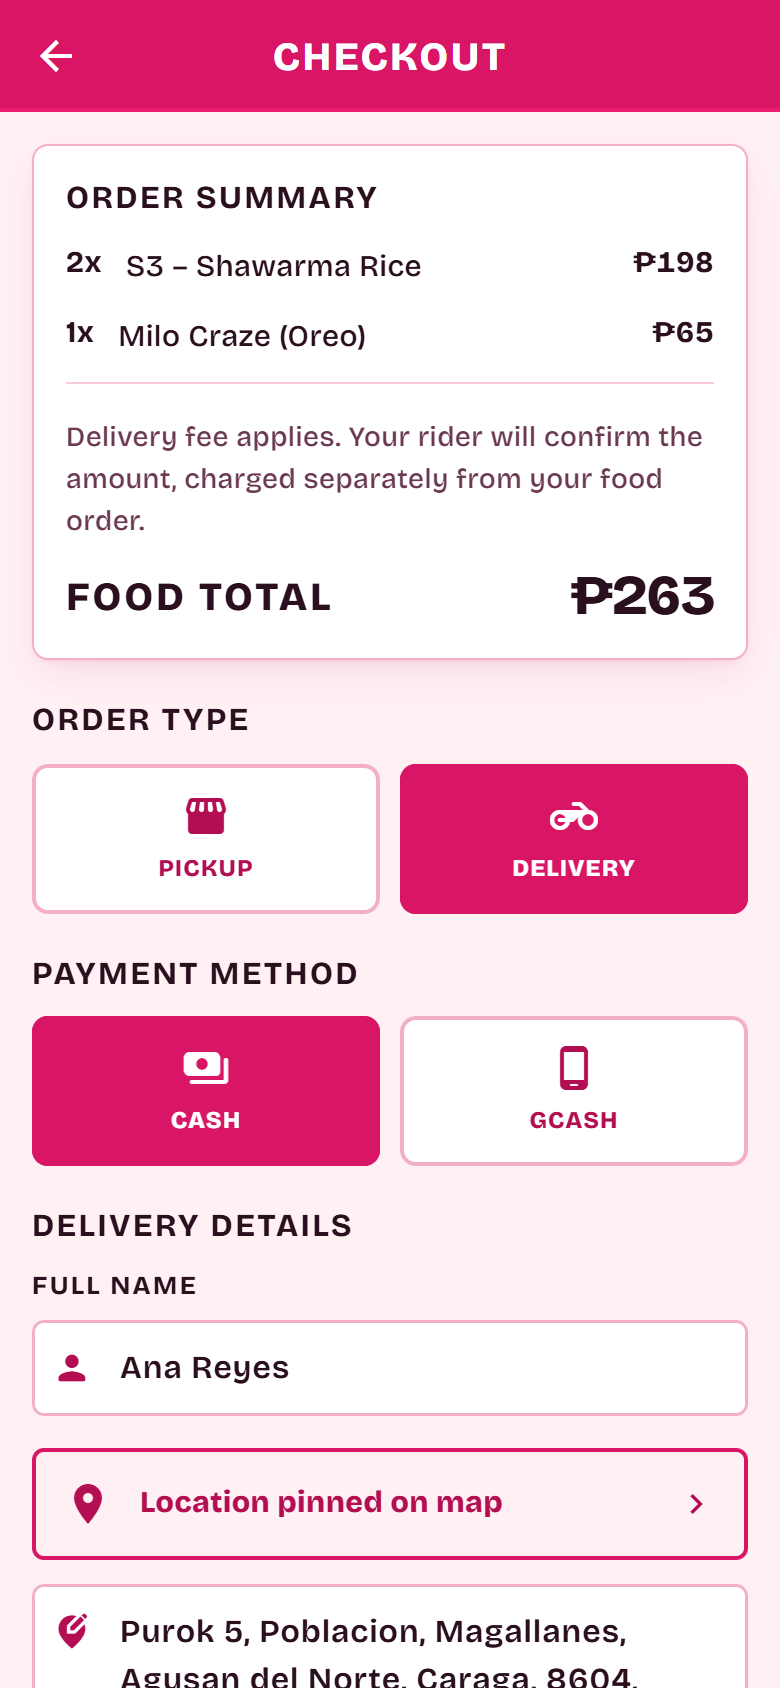 CHECKOUT
ORDER SUMMARY
2x S3 – Shawarma Rice ₱198
1x Milo Craze (Oreo) ₱65
Delivery fee applies. Your rider will confirm the
amount, charged separately from your food
order.
FOOD TOTAL ₱263
ORDER TYPE
PICKUP DELIVERY
PAYMENT METHOD
CASH GCASH
DELIVERY DETAILS
FULL NAME
Ana Reyes
Location pinned on map
Purok 5, Poblacion, Magallanes,
Agusan del Norte, Caraga, 8604,